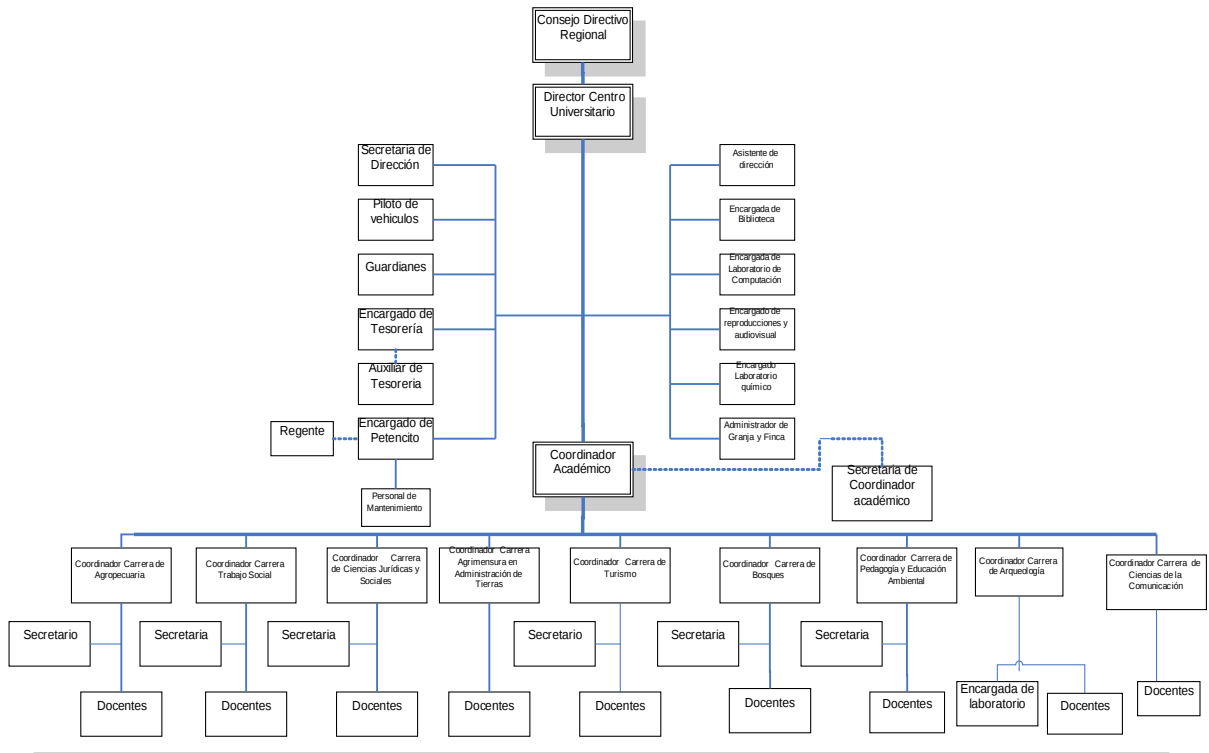 Consejo Directivo
Regional
Director Centro
Universitario
Secretaria de
Dirección
Asistente de
dirección
Piloto de
vehiculos
Encargada de
Biblioteca
Guardianes
Encargada de
Laboratorio de
Computación
Encargado de
Tesorería
Encargado de
reproducciones y
audiovisual
Auxiliar de
Tesoreria
Encargado
Laboratorio
químico
Regente
Encargado de
Petencito
Administrador de
Granja y Finca
Coordinador
Académico
Secretaria de
Coordinador
académico
Personal de
Mantenimiento
Coordinador Carrera de
Agropecuaria
Coordinador Carrera
Trabajo Social
Coordinador Carrera
de Ciencias Jurídicas y
Sociales
Coordinador Carrera
Agrimensura en
Administración de
Tierras
Coordinador Carrera de
Turismo
Coordinador Carrera de
Bosques
Coordinador Carrera de
Pedagogía y Educación
Ambiental
Coordinador Carrera
de Arqueología
Coordinador Carrera de
Ciencias de la
Comunicación
Secretario
Secretaria
Secretaria
Secretario
Secretaria
Secretaria
Docentes
Docentes
Docentes
Docentes
Docentes
Docentes
Docentes
Encargada de
laboratorio
Docentes
Docentes